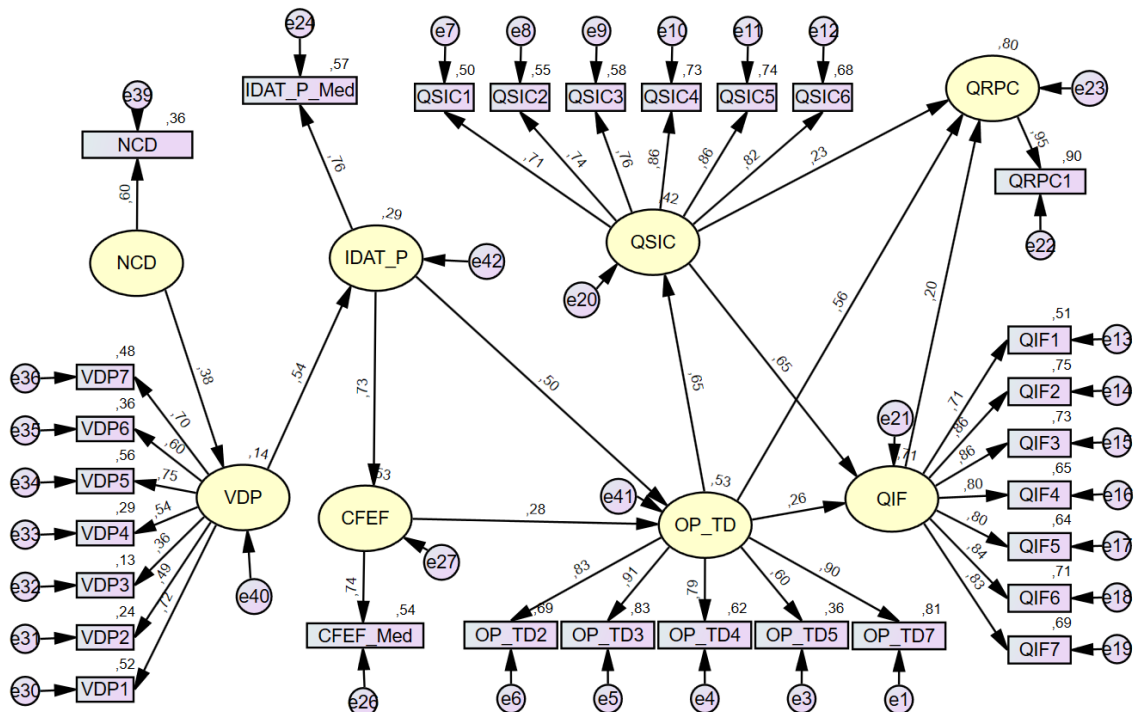 e24 e7 e8 e9 e10 e11 e12
,57 ,50 ,55 ,58 ,73 ,74 ,68 ,80
IDAT_P_Med QSIC1 QSIC2 QSIC3 QSIC4 QSIC5 QSIC6 QRPC e23
e39
,36
NCD
,76 ,71 ,74 ,76 ,86 ,86 ,82 ,23 ,95 ,90
QRPC1
,60
,29 ,42
NCD IDAT_P e42 QSIC e22
e20
,56 ,20
,51
QIF1 e13
,48
e36 VDP7
,38 ,54 ,73 ,50 ,65 ,65 ,71
,75
QIF2 e14
,36 ,70
e35 VDP6
,60 e21 ,86
,73
QIF3 e15
,56 ,14 ,53 ,53 ,71 ,86
,65
e34 VDP5 ,75 VDP e41 QIF ,80 QIF4 e16
,29 ,54
e33 VDP4 CFEF ,28 OP_TD ,26
,64
,80 QIF5 e17
,13 ,36
e32 VDP3 e40 e27
,84 ,71
QIF6 e18
,24 ,49
e31 VDP2 ,74 ,83 ,91 ,79 ,60 ,90 ,83
,52 ,72 ,54 ,69 ,83 ,62 ,36 ,81 ,69
CFEF_Med OP_TD2 OP_TD3 OP_TD4 OP_TD5 OP_TD7 QIF7 e19
e30 VDP1
e26 e6 e5 e4 e3 e1